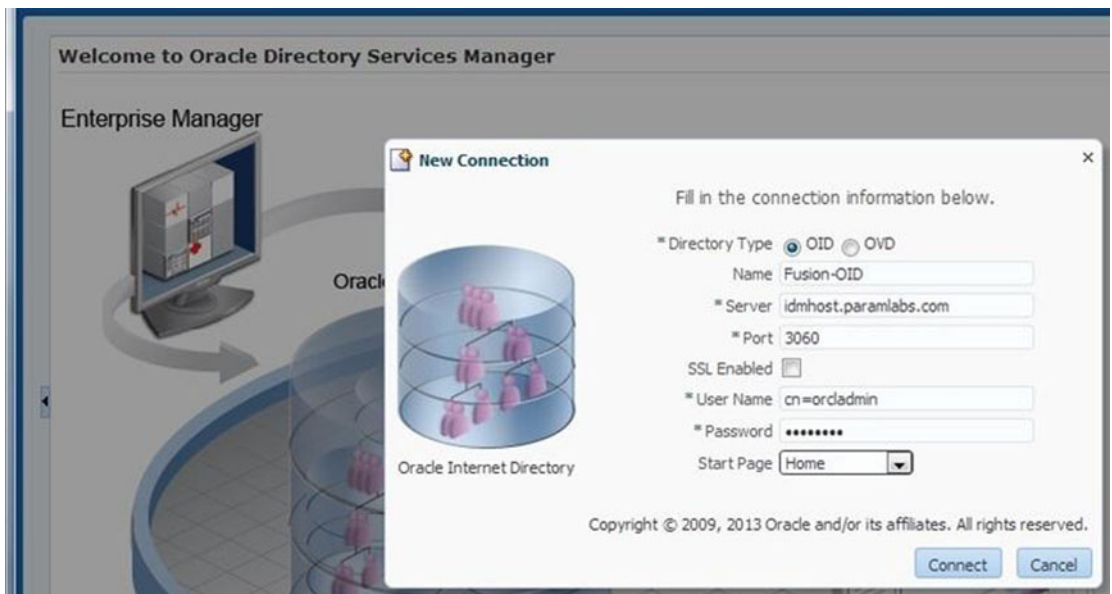 Welcome to Oracle Directory Services Manager
Enterprise Manager
Oracl
New Connection
Fill in the connection information below.
* Directory Type OID OVD
Name Fusion-OID
* Server idmhost.paramlabs.com
* Port 3060
SSL Enabled
* User Name cn=orcladmin
* Password ••••••••
Start Page Home
Oracle Internet Directory
Copyright © 2009, 2013 Oracle and/or its affiliates. All rights reserved.
Connect Cancel